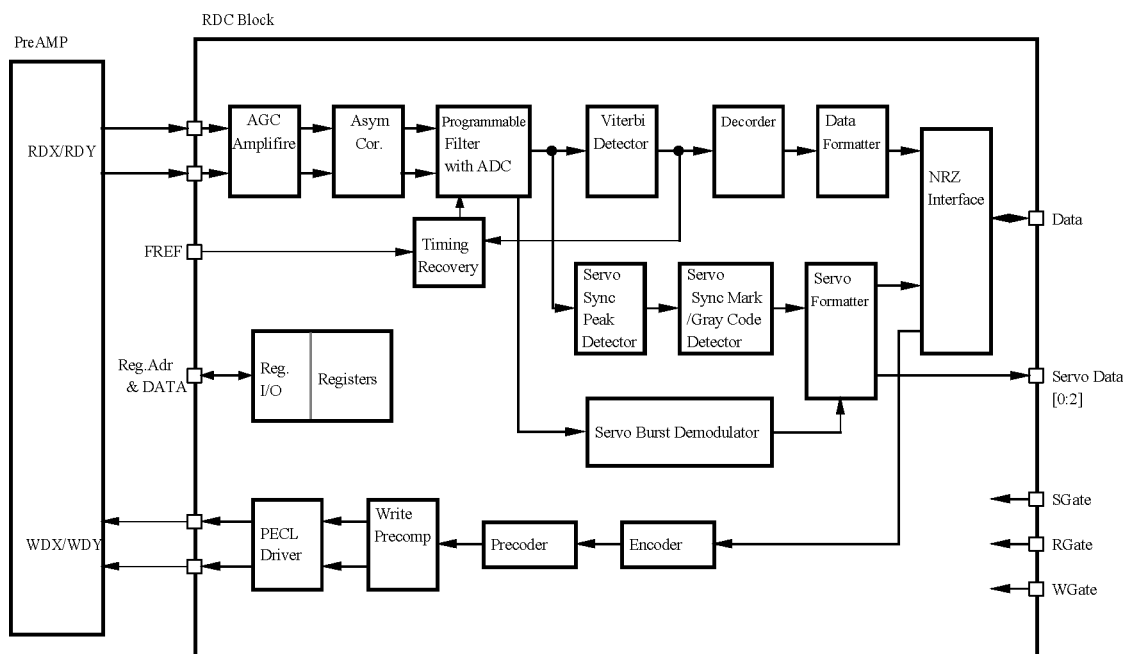 RDC Block
PreAMP
RDX/RDY
AGC
Amplifire
Asym
Cor.
Programmable
Filter
with ADC
Viterbi
Detector
Decorder
Data
Formatter
NRZ
Interface
Data
FREF
Timing
Recovery
Servo
Sync
Peak
Detector
Servo
Sync Mark
/Gray Code
Detector
Servo
Formatter
Reg.Adr
& DATA
Reg.
I/O
Registers
Servo Data
[0:2]
Servo Burst Demodulator
WDX/WDY
PECL
Driver
Write
Precomp
Precoder
Encoder
SGate
RGate
WGate